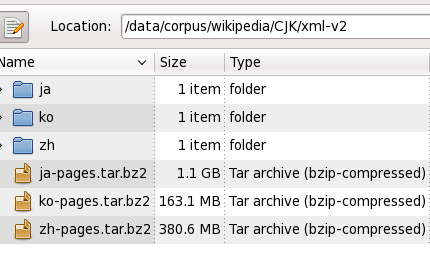 Location: /data/corpus/wikipedia/CJK/xml-v2
Name Size Type
ja 1 item folder
ko 1 item folder
zh 1 item folder
ja-pages.tar.bz2 1.1 GB Tar archive (bzip-compressed)
ko-pages.tar.bz2 163.1 MB Tar archive (bzip-compressed)
zh-pages.tar.bz2 380.6 MB Tar archive (bzip-compressed)